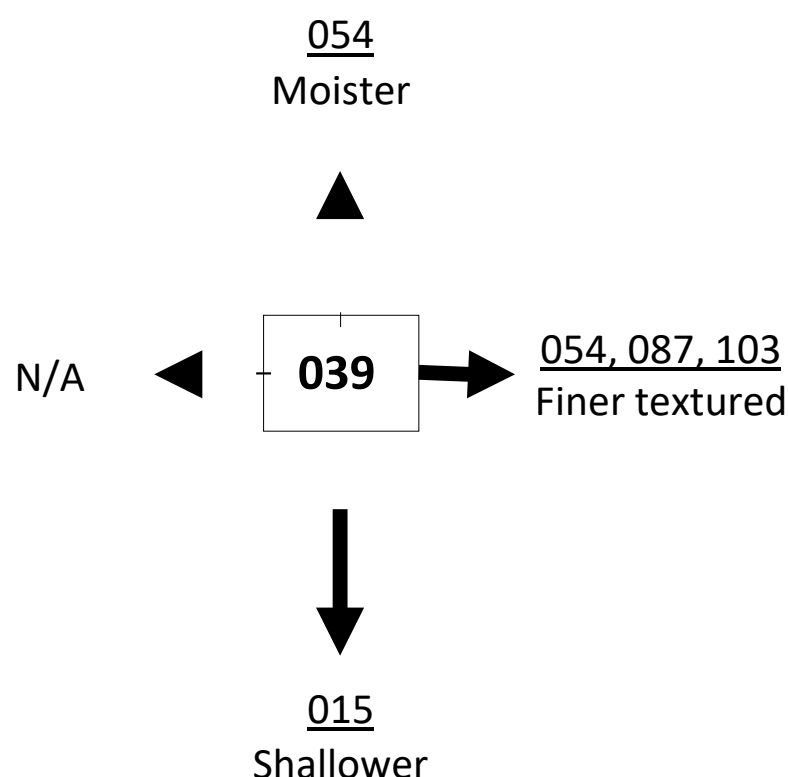 054
Moister
N/A
039
054, 087, 103
Finer textured
015
Shallower